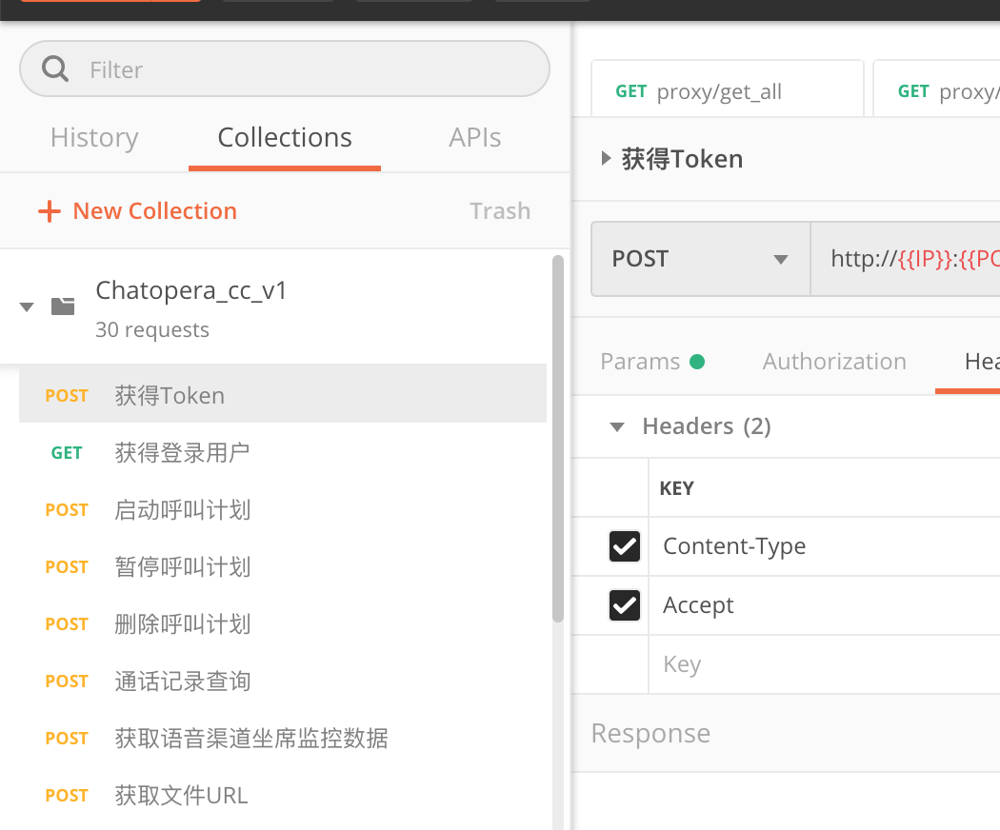 Filter
History
Collections
APIs
New Collection
Trash
Chatopera_cc_v1
30 requests
POST 获得Token
GET 获得登录用户
POST 启动呼叫计划
POST 暂停呼叫计划
POST 删除呼叫计划
POST 通话记录查询
POST 获取语音渠道坐席监控数据
POST 获取文件URL
GET proxy/get_all
GET proxy/
获得Token
POST
http://{{IP}}:{{PO
Params
Authorization
Hea
Headers (2)
KEY
Content-Type
Accept
Key
Response